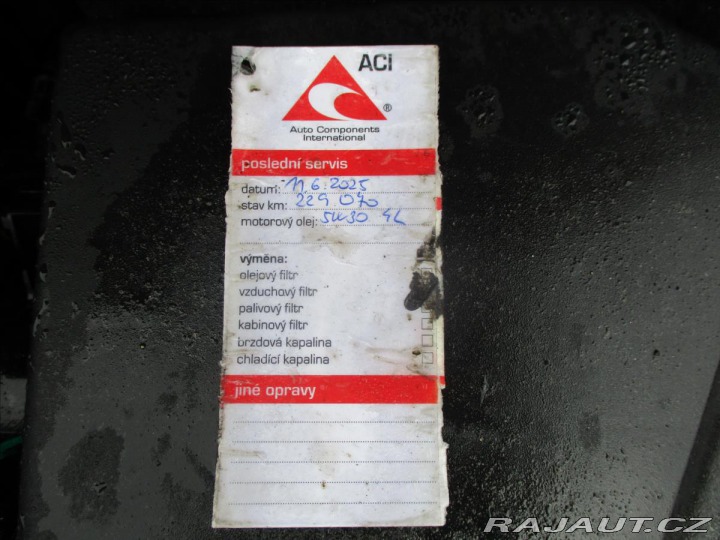 ACI
®
Auto Components
International
poslední servis
datum: 11.6.2025
stav km: 229 070
motorový olej: 5W30 4L
výměna:
olejový filtr
vzduchový filtr
palivový filtr
kabinový filtr
brzdová kapalina
chladící kapalina
jiné opravy
RAJAUT.CZ